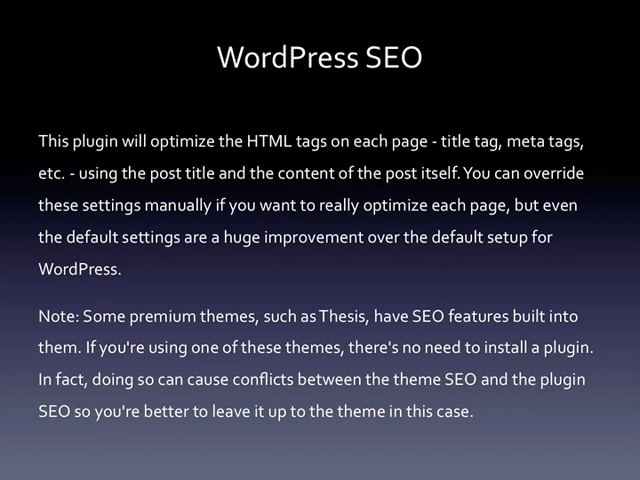 WordPress SEO
This plugin will optimize the HTML tags on each page - title tag, meta tags,
etc. - using the post title and the content of the post itself. You can override
these settings manually if you want to really optimize each page, but even
the default settings are a huge improvement over the default setup for
WordPress.
Note: Some premium themes, such as Thesis, have SEO features built into
them. If you're using one of these themes, there's no need to install a plugin.
In fact, doing so can cause conflicts between the theme SEO and the plugin
SEO so you're better to leave it up to the theme in this case.